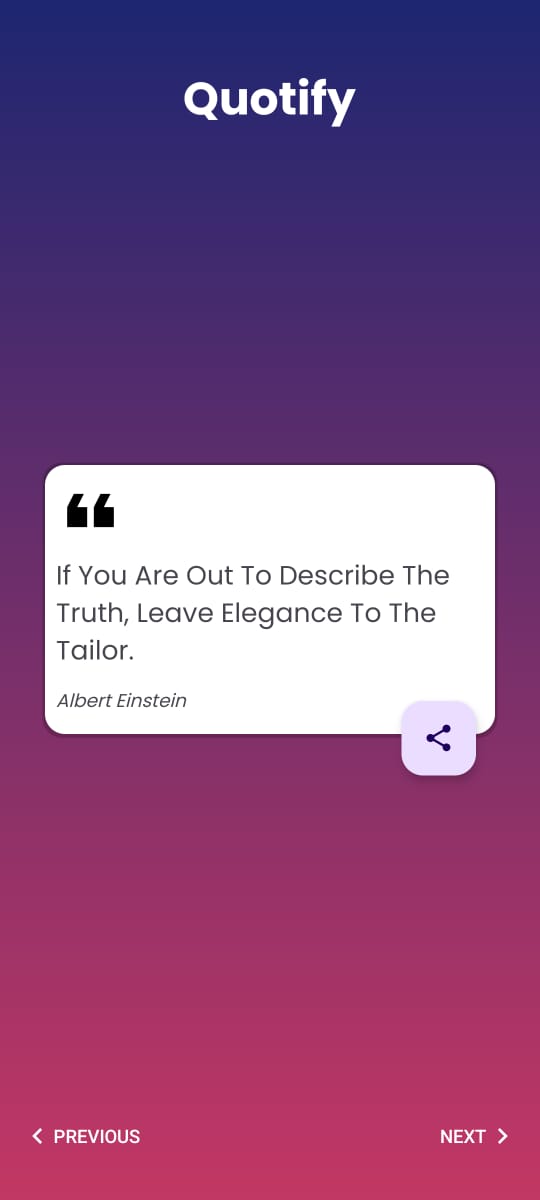 Quotify
❝
If You Are Out To Describe The
Truth, Leave Elegance To The
Tailor.
Albert Einstein
PREVIOUS
NEXT